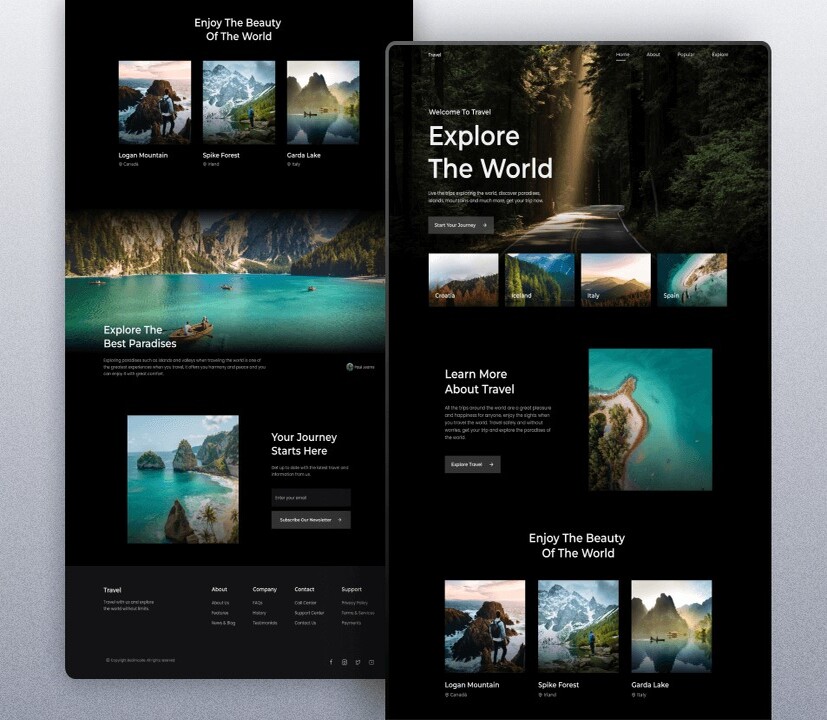 Enjoy The Beauty
Of The World
Logan Mountain
Canada
Spike Forest
Irland
Garda Lake
Italy
Explore The
Best Paradises
Exploring paradises such as islands and valleys when traveling the world is one of
the greatest experiences when you travel, it offers you harmony and peace and you
can enjoy it with great comfort.
Your Journey
Starts Here
Get up to date with the latest travel and
information from us.
Enter your email
Subscribe Our Newsletter
Travel
Travel with us and explore
the world without limits.
About
About Us
Features
News & Blog
Company
FAQs
History
Testimonials
Contact
Call Center
Support Center
Contact Us
Support
Privacy Policy
Terms & Services
Payments
All rights reserved
Travel
Home
About
Popular
Explore
Welcome To Travel
Explore
The World
Live the trips exploring the world, discover paradises,
islands, mountains and much more, get your trip now.
Start Your Journey
Croatia
Iceland
Italy
Spain
Learn More
About Travel
All the trips around the world are a great pleasure
and happiness for anyone, enjoy the sights when
you travel the world. Travel safely and without
worries, get your trip and explore the paradises of
the world.
Explore Travel
Enjoy The Beauty
Of The World
Logan Mountain
Canada
Spike Forest
Irland
Garda Lake
Italy